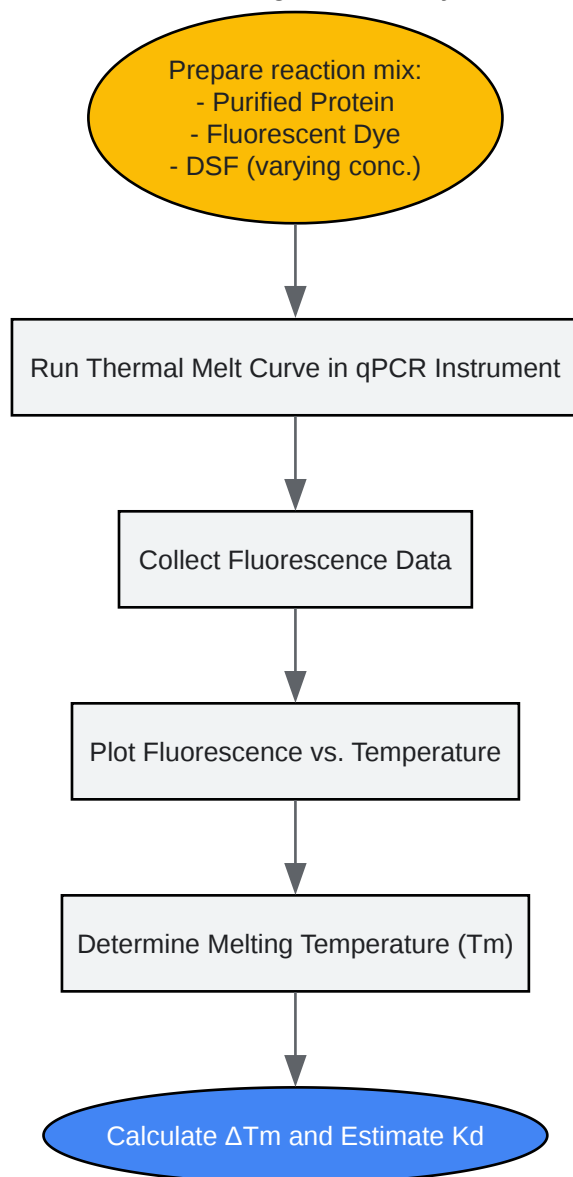 Prepare reaction mix:
- Purified Protein
- Fluorescent Dye
- DSF (varying conc.)
Run Thermal Melt Curve in qPCR Instrument
Collect Fluorescence Data
Plot Fluorescence vs. Temperature
Determine Melting Temperature (Tm)
Calculate ΔTm and Estimate Kd